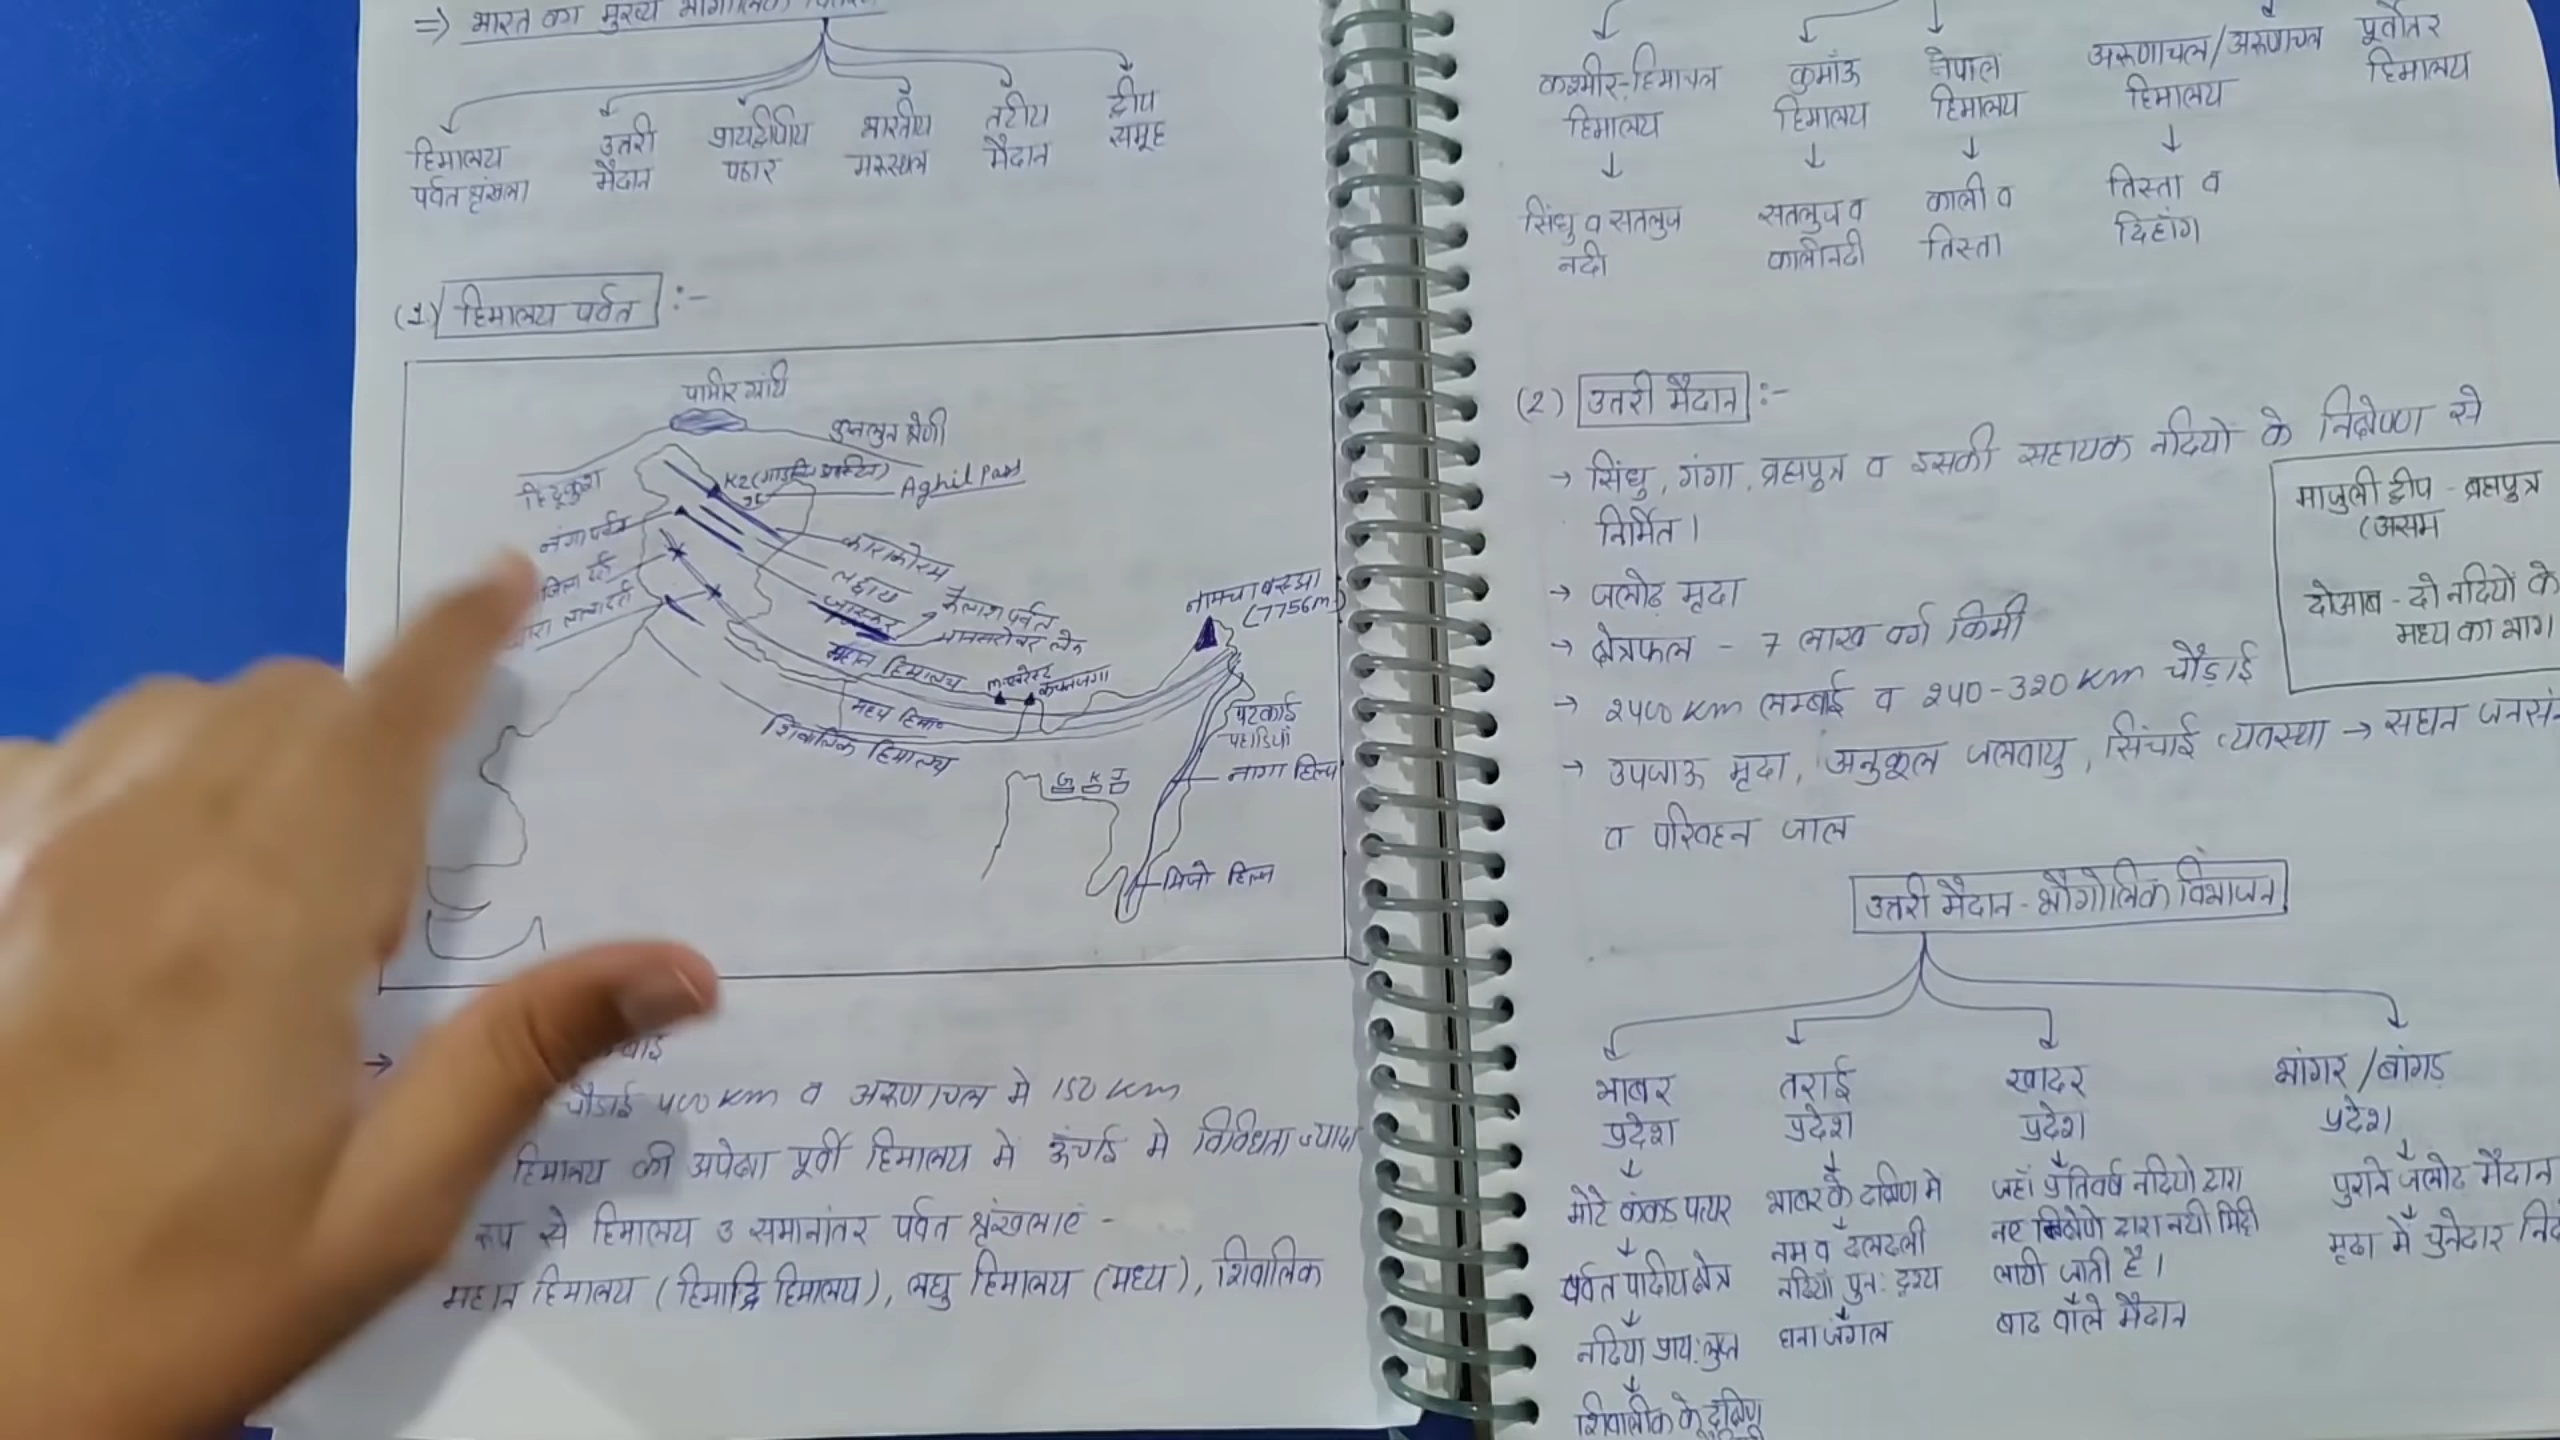 ⇒ भारत का मुख्य
हिमालय
पर्वत श्रृंखला
उत्तरी
मैदान
प्रायद्वीपीय
पठार
भारतीय
मरुस्थल
तटीय
मैदान
द्वीप
समूह
(1) हिमालय पर्वत :-
पामीर ग्रंथि
कुनलुन श्रेणी
हिंदुकुश
K2 (गाडविन आस्टिन)
Aghil Pass
नंगा पर्वत
काराकोरम
लद्दाख
जास्कर
कैलाश पर्वत
मानसरोवर लेक
नामचा बरवा
(7756m)
महान हिमालय
कंचनजंगा
मध्य हिमा॰
शिवालिक हिमालय
पटकाई
पहाड़ियाँ
नागा हिल्स
G K J
मिजो हिल्स
→
चौड़ाई 400 km व अरुणाचल मे 150 km
हिमालय की अपेक्षा पूर्वी हिमालय मे ऊंचाई मे विविधता ज्यादा
रूप से हिमालय 3 समानांतर पर्वत श्रृंखलाएं -
महान हिमालय (हिमाद्रि हिमालय), लघु हिमालय (मध्य), शिवालिक
कश्मीर-हिमाचल
हिमालय
सिंधु व सतलुज
नदी
कुमांऊ
हिमालय
सतलुज व
काली नदी
नेपाल
हिमालय
काली व
तिस्ता
अरुणाचल/अरुणाचल
हिमालय
तिस्ता व
दिहांग
पूर्वोतर
हिमालय
(2) उत्तरी मैदान :-
→ सिंधु, गंगा, ब्रह्मपुत्र व इसकी सहायक नदियों के निक्षेपण से
निर्मित।
→ जलोढ़ मृदा
→ क्षेत्रफल - 7 लाख वर्ग किमी
→ 2400 km लम्बाई व 240-320 km चौड़ाई
→ उपजाऊ मृदा, अनुकूल जलवायु, सिंचाई व्यवस्था → सघन
व परिवहन जाल
माजुली द्वीप - ब्रह्मपुत्र
(असम
दोआब - दो नदियों के
मध्य का भाग।
उत्तरी मैदान - भौगोलिक विभाजन
भाबर
प्रदेश
मोटे कंकड पत्थर
पर्वत पादीय क्षेत्र
नदियां प्राय: लुप्त
शिवालीक के दक्षिण
तराई
प्रदेश
भाबर के दक्षिण मे
नम व दलदली
नदियाँ पुन: दृश्य
घना जंगल
खादर
प्रदेश
जहाँ प्रतिवर्ष नदियो द्वारा
नए निक्षेपो द्वारा नयी मिट्टी
लायी जाती है।
बाढ वाले मैदान
भांगर / बांगड़
प्रदेश
पुराने जलोढ मैदान
मृदा मे चुनेदार